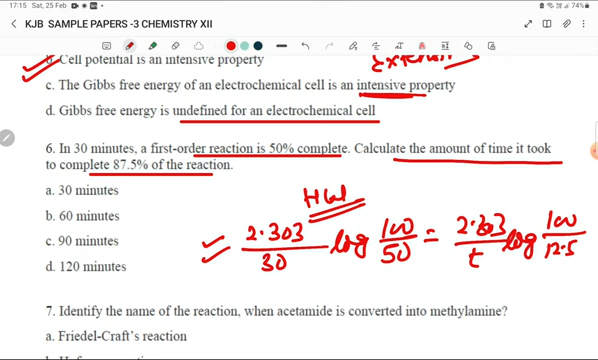 17:15 Sat, 25 Feb
74%
KJB SAMPLE PAPERS -3 CHEMISTRY XII
b. Cell potential is an intensive property
Extensive
c. The Gibbs free energy of an electrochemical cell is an intensive property
d. Gibbs free energy is undefined for an electrochemical cell
6. In 30 minutes, a first-order reaction is 50% complete. Calculate the amount of time it took
to complete 87.5% of the reaction.
a. 30 minutes
b. 60 minutes
c. 90 minutes
d. 120 minutes
2.303/30 log 100/50 = 2.303/t log 100/12.5
7. Identify the name of the reaction, when acetamide is converted into methylamine?
a. Friedel-Craft's reaction